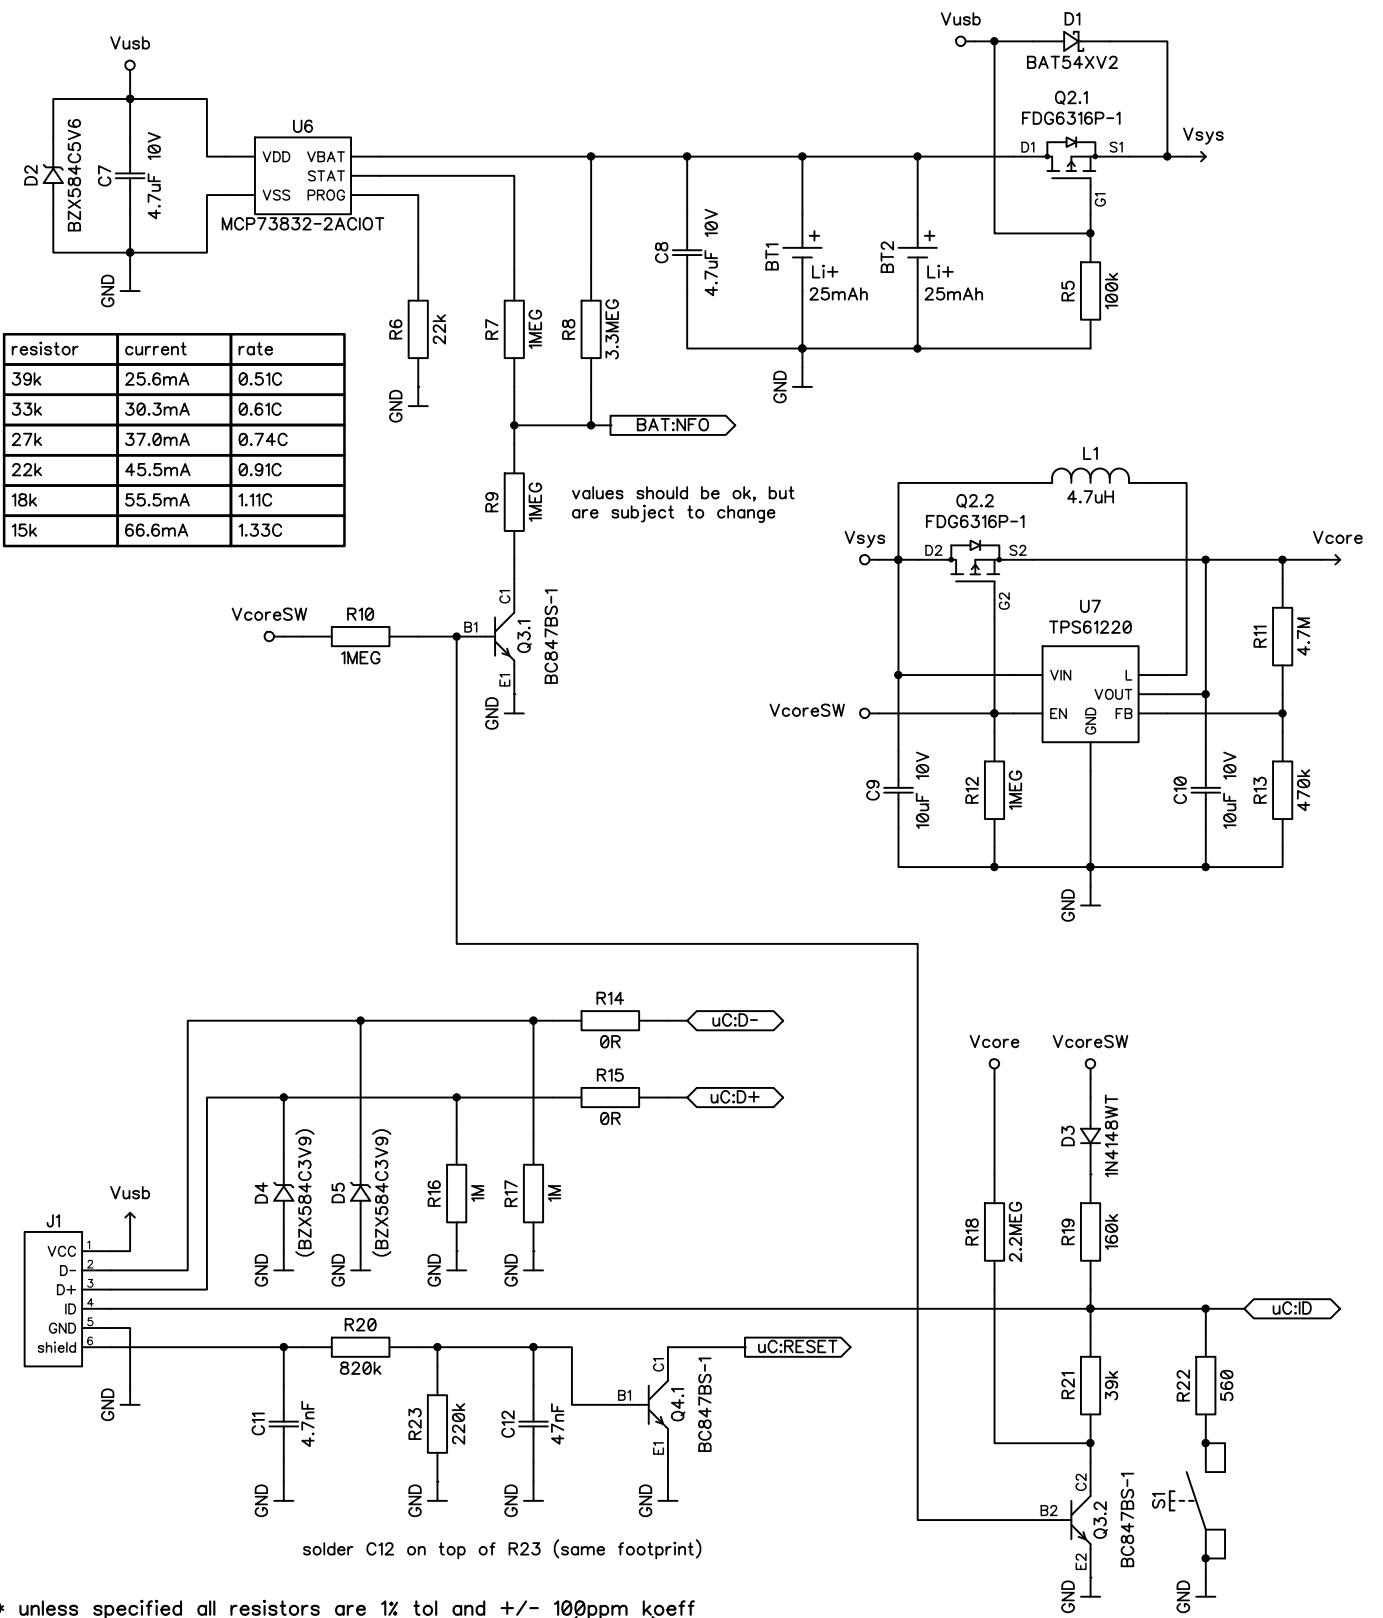 Vusb
D2
BZX584C5V6
C7
4.7uF 10V
GND
U6
VDD VBAT
STAT
VSS PROG
MCP73832-2ACIOT
R6
22k
GND
R7
1MEG
R8
3.3MEG
C8
4.7uF 10V
BT1
+
Li+
25mAh
BT2
+
Li+
25mAh
GND
Vusb
D1
BAT54XV2
Q2.1
FDG6316P-1
D1 S1
G1
Vsys
R5
100k
resistor current rate
39k 25.6mA 0.51C
33k 30.3mA 0.61C
27k 37.0mA 0.74C
22k 45.5mA 0.91C
18k 55.5mA 1.11C
15k 66.6mA 1.33C
BAT:NFO
R9
1MEG
values should be ok, but
are subject to change
VcoreSW
R10
1MEG
B1
C1
E1
Q3.1
BC847BS-1
GND
L1
4.7uH
Q2.2
FDG6316P-1
Vsys
D2 S2
G2
Vcore
U7
TPS61220
VIN L
VOUT
EN GND FB
VcoreSW
R11
4.7M
C9
10uF 10V
R12
1MEG
C10
10uF 10V
R13
470k
GND
R14
0R
uC:D-
R15
0R
uC:D+
D4
(BZX584C3V9)
GND
D5
(BZX584C3V9)
GND
R16
1M
GND
R17
1M
GND
Vusb
J1
VCC 1
D- 2
D+ 3
ID 4
GND 5
shield 6
GND
C11
4.7nF
GND
R20
820k
R23
220k
GND
C12
47nF
GND
B1
C1
E1
Q4.1
BC847BS-1
GND
uC:RESET
Vcore
VcoreSW
D3
1N4148WT
R18
2.2MEG
R19
160k
uC:ID
R21
39k
R22
560
B2
C2
E2
Q3.2
BC847BS-1
GND
S1
GND
solder C12 on top of R23 (same footprint)
* unless specified all resistors are 1% tol and +/- 100ppm koeff